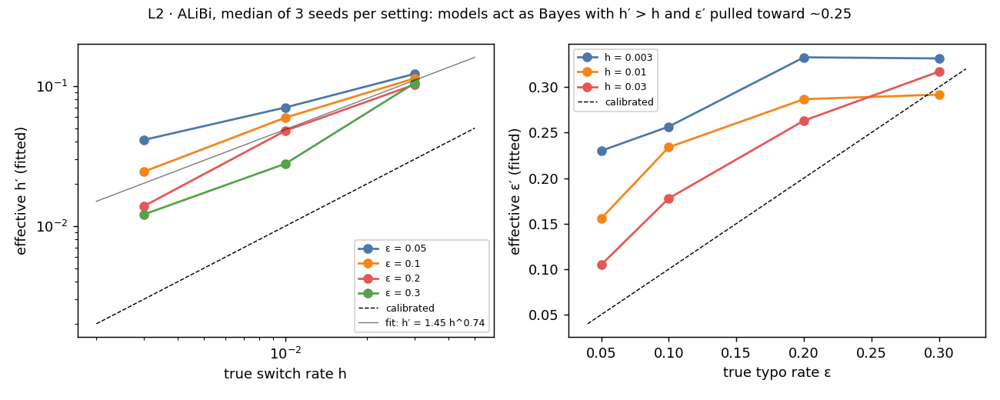 L2 · ALiBi, median of 3 seeds per setting: models act as Bayes with h′ > h and ε′ pulled toward ~0.25
effective h′ (fitted)
10⁻¹
10⁻²
10⁻²
true switch rate h
ε = 0.05
ε = 0.1
ε = 0.2
ε = 0.3
calibrated
fit: h′ = 1.45 h^0.74
effective ε′ (fitted)
0.30
0.25
0.20
0.15
0.10
0.05
h = 0.003
h = 0.01
h = 0.03
calibrated
0.05 0.10 0.15 0.20 0.25 0.30
true typo rate ε